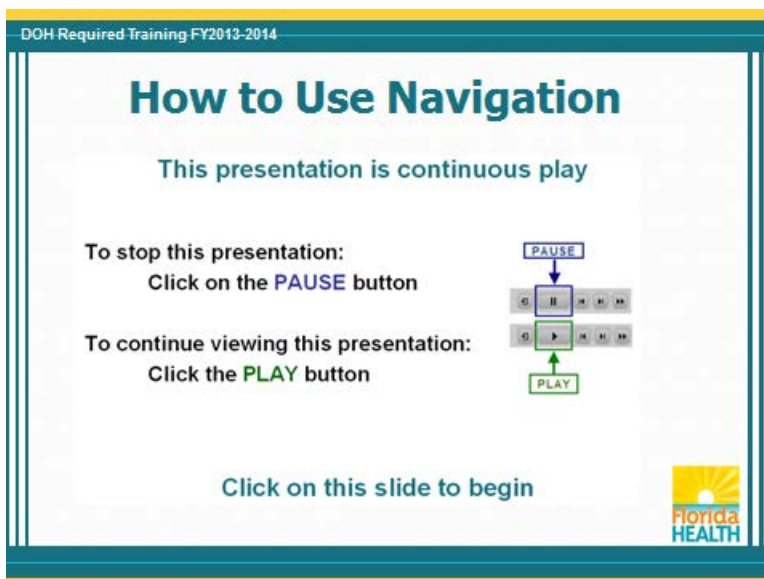 DOH Required Training FY2013-2014
How to Use Navigation
This presentation is continuous play
To stop this presentation:
Click on the PAUSE button
PAUSE
To continue viewing this presentation:
Click the PLAY button
PLAY
Click on this slide to begin
Florida
HEALTH